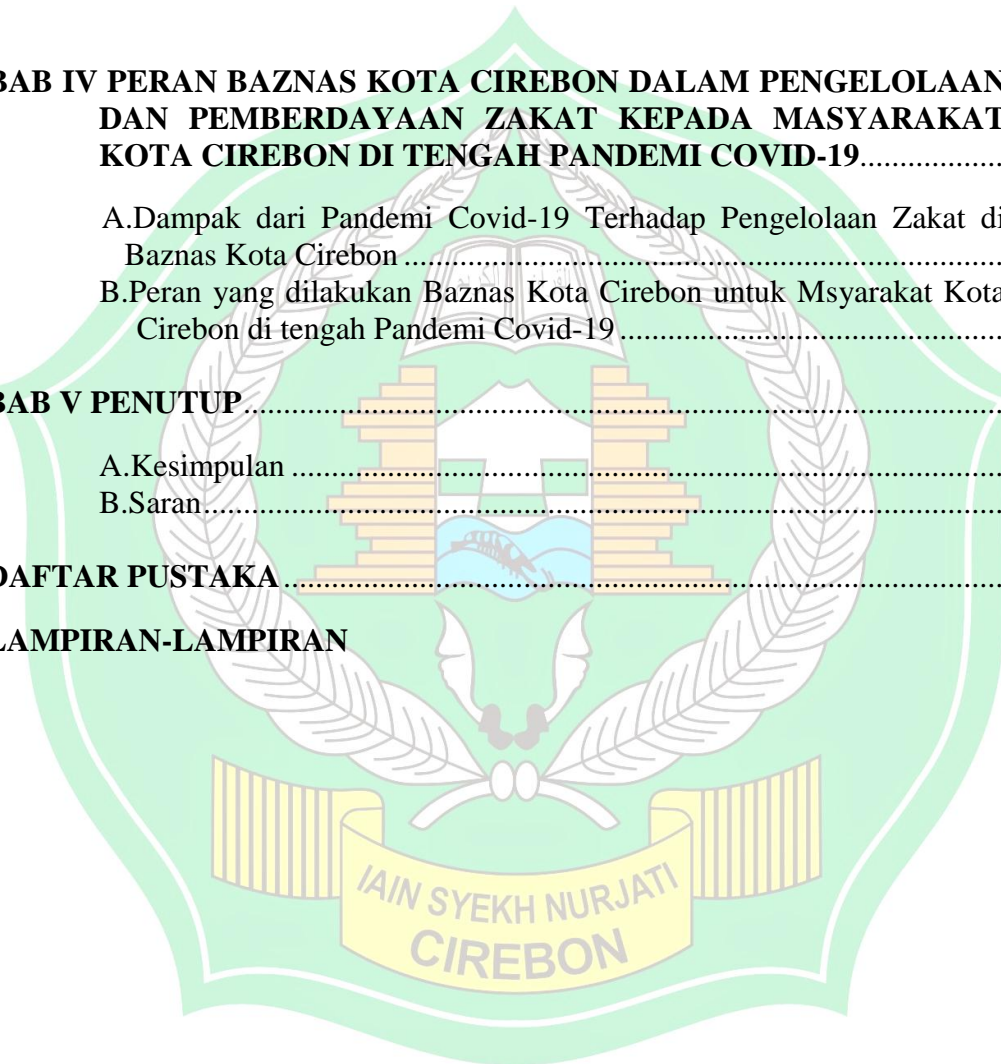 BAB IV PERAN BAZNAS KOTA CIREBON DALAM PENGELOLAAN
DAN PEMBERDAYAAN ZAKAT KEPADA MASYARAKAT
KOTA CIREBON DI TENGAH PANDEMI COVID-19..................
A.Dampak dari Pandemi Covid-19 Terhadap Pengelolaan Zakat di
Baznas Kota Cirebon ............................................................................
B.Peran yang dilakukan Baznas Kota Cirebon untuk Msyarakat Kota
Cirebon di tengah Pandemi Covid-19 .................................................
BAB V PENUTUP................................................................................................
A.Kesimpulan ..........................................................................................
B.Saran.....................................................................................................
DAFTAR PUSTAKA ...........................................................................................
LAMPIRAN-LAMPIRAN
IAIN SYEKH NURJATI
CIREBON